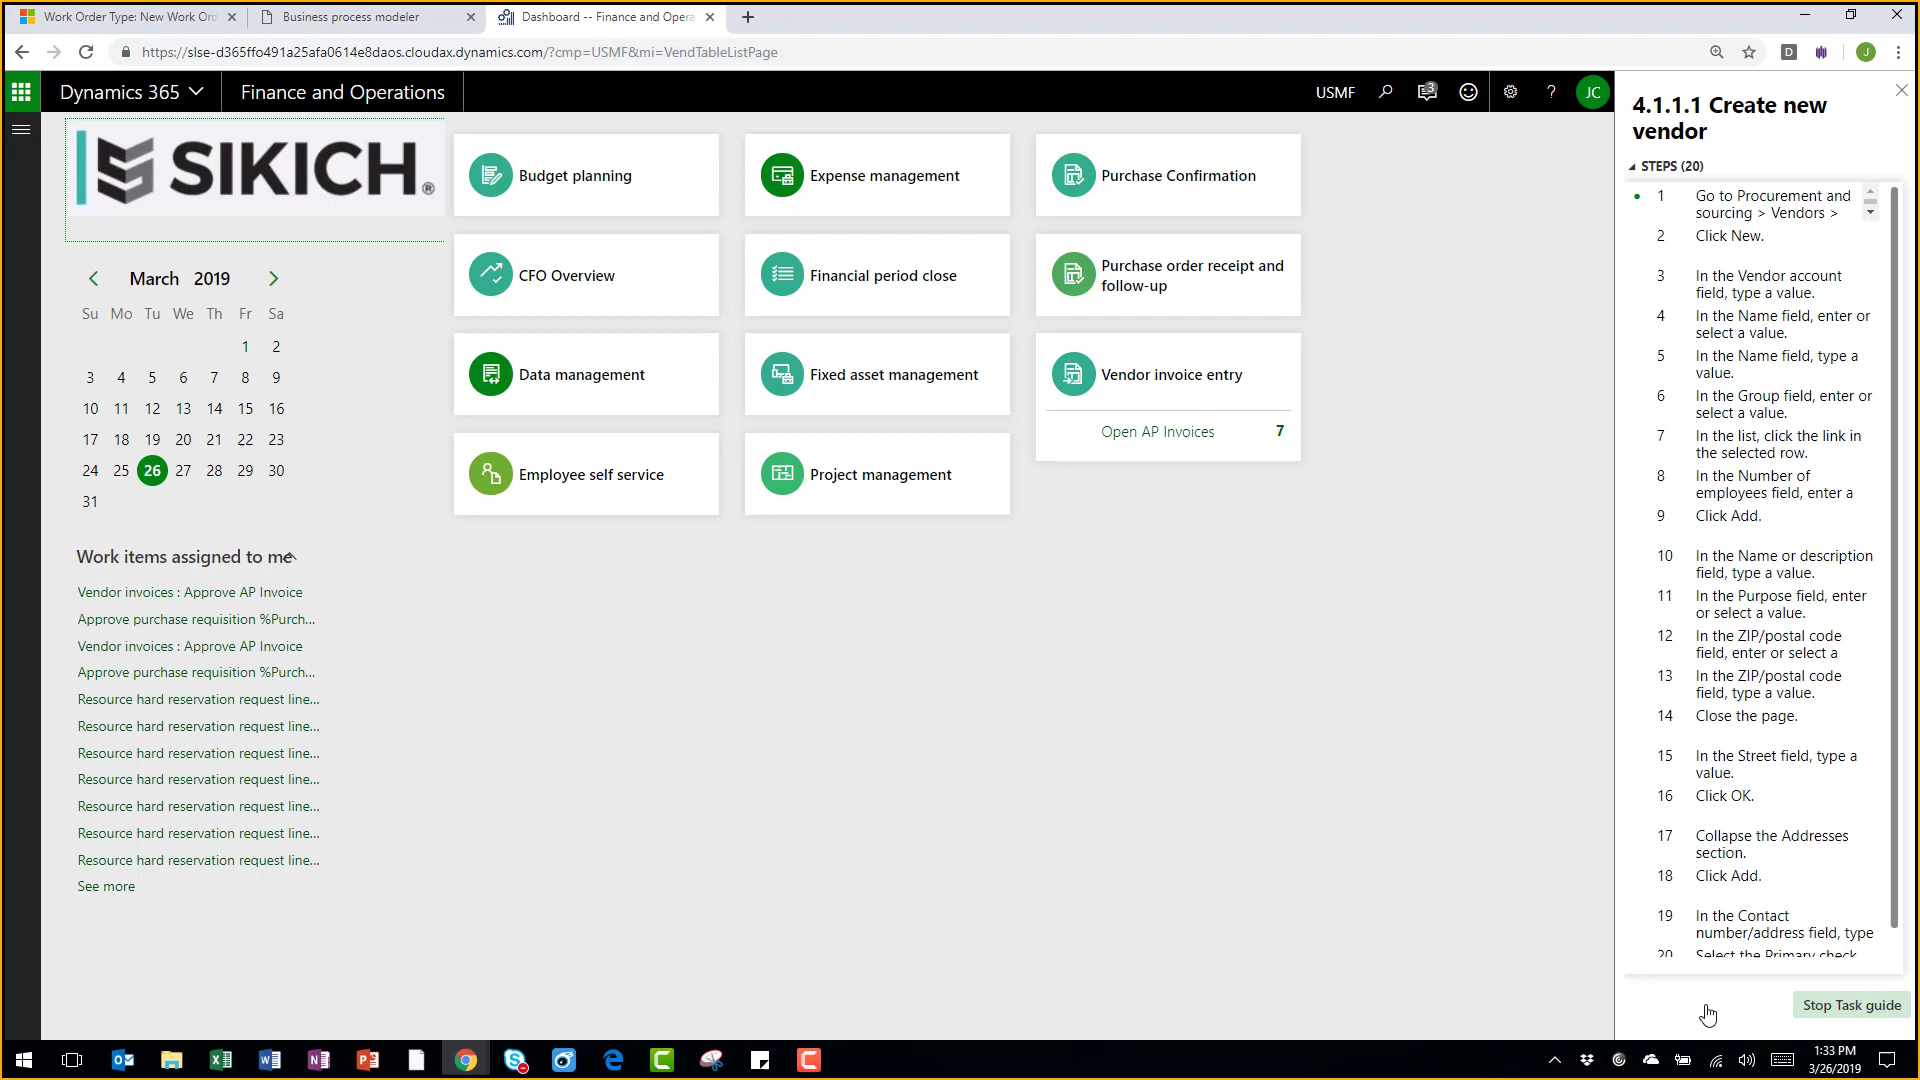 Work Order Type: New Work Ord
Business process modeler
Dashboard -- Finance and Opera
https://slse-d365ffo491a25afa0614e8daos.cloudax.dynamics.com/?cmp=USMF&mi=VendTableListPage
D
J
Dynamics 365
Finance and Operations
USMF
3
?
JC
SIKICH®
Budget planning
Expense management
Purchase Confirmation
CFO Overview
Financial period close
Purchase order receipt and
follow-up
Data management
Fixed asset management
Vendor invoice entry
Open AP Invoices 7
Employee self service
Project management
March 2019
Su Mo Tu We Th Fr Sa
1 2
3 4 5 6 7 8 9
10 11 12 13 14 15 16
17 18 19 20 21 22 23
24 25 26 27 28 29 30
31
Work items assigned to me
Vendor invoices : Approve AP Invoice
Approve purchase requisition %Purch...
Vendor invoices : Approve AP Invoice
Approve purchase requisition %Purch...
Resource hard reservation request line...
Resource hard reservation request line...
Resource hard reservation request line...
Resource hard reservation request line...
Resource hard reservation request line...
Resource hard reservation request line...
Resource hard reservation request line...
See more
4.1.1.1 Create new
vendor
STEPS (20)
1 Go to Procurement and
sourcing > Vendors >
2 Click New.
3 In the Vendor account
field, type a value.
4 In the Name field, enter or
select a value.
5 In the Name field, type a
value.
6 In the Group field, enter or
select a value.
7 In the list, click the link in
the selected row.
8 In the Number of
employees field, enter a
9 Click Add.
10 In the Name or description
field, type a value.
11 In the Purpose field, enter
or select a value.
12 In the ZIP/postal code
field, enter or select a
13 In the ZIP/postal code
field, type a value.
14 Close the page.
15 In the Street field, type a
value.
16 Click OK.
17 Collapse the Addresses
section.
18 Click Add.
19 In the Contact
number/address field, type
20 Select the Primary check
Stop Task guide
1:33 PM
3/26/2019